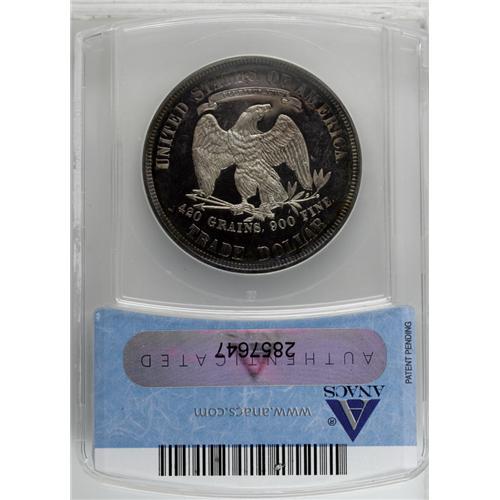 UNITED STATES OF AMERICA
420 GRAINS, 900 FINE.
TRADE DOLLAR
2857647
AUTHENTICATED
PATENT PENDING
ANACS
®
www.anacs.com